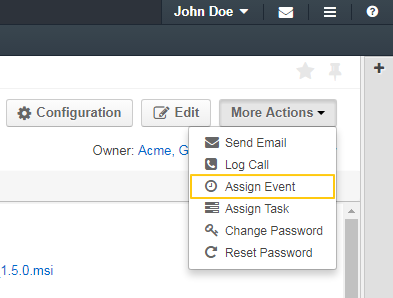 John Doe
Configuration Edit More Actions
Owner: Acme, G
Send Email
Log Call
Assign Event
Assign Task
Change Password
Reset Password
1.5.0.msi